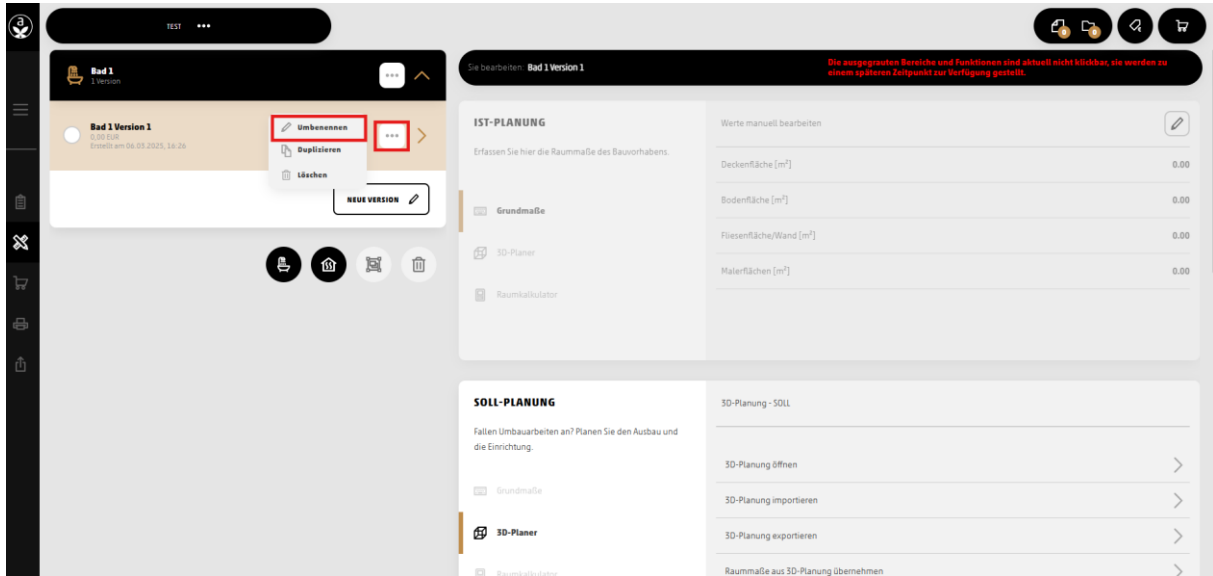 a
TEST •••
0
0
Bad 1
1 Version
•••
Bad 1 Version 1
0,00 EUR
Erstellt am 06.03.2025, 16:26
•••
Umbenennen
Duplizieren
Löschen
NEUE VERSION
Sie bearbeiten: Bad 1 Version 1
Die ausgegrauten Bereiche und Funktionen sind aktuell nicht klickbar, sie werden zu
einem späteren Zeitpunkt zur Verfügung gestellt.
IST-PLANUNG
Erfassen Sie hier die Raummaße des Bauvorhabens.
Grundmaße
3D-Planer
Raumkalkulator
Werte manuell bearbeiten
Deckenfläche [m²] 0.00
Bodenfläche [m²] 0.00
Fliesenfläche/Wand [m²] 0.00
Malerflächen [m²] 0.00
SOLL-PLANUNG
Fallen Umbauarbeiten an? Planen Sie den Ausbau und
die Einrichtung.
Grundmaße
3D-Planer
Raumkalkulator
3D-Planung - SOLL
3D-Planung öffnen
3D-Planung importieren
3D-Planung exportieren
Raummaße aus 3D-Planung übernehmen